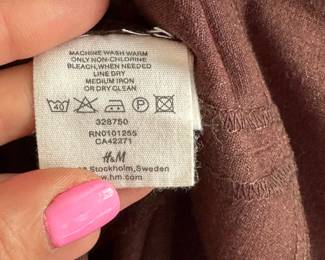 MACHINE WASH WARM
ONLY NON-CHLORINE
BLEACH, WHEN NEEDED
LINE DRY
MEDIUM IRON
OR DRY CLEAN
40 P
328750
RN0101255
CA42271
H&M
Stockholm, Sweden
www.hm.com